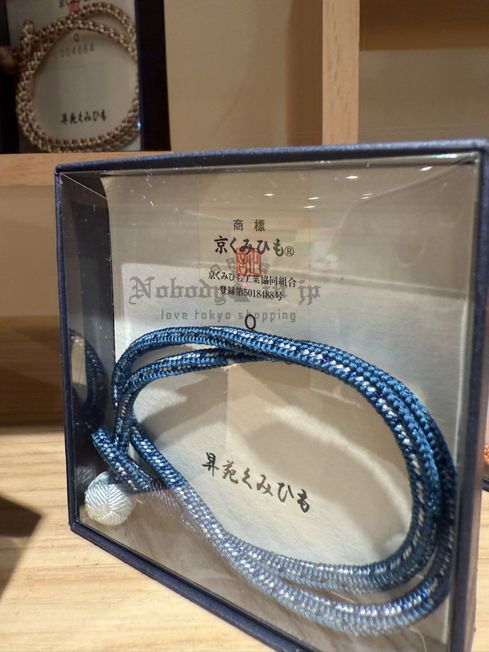 004664
昇苑くみひも
商標
京くみひも®
京くみひも工業協同組合
登録第5018488号
love tokyo shopping
昇苑くみひも